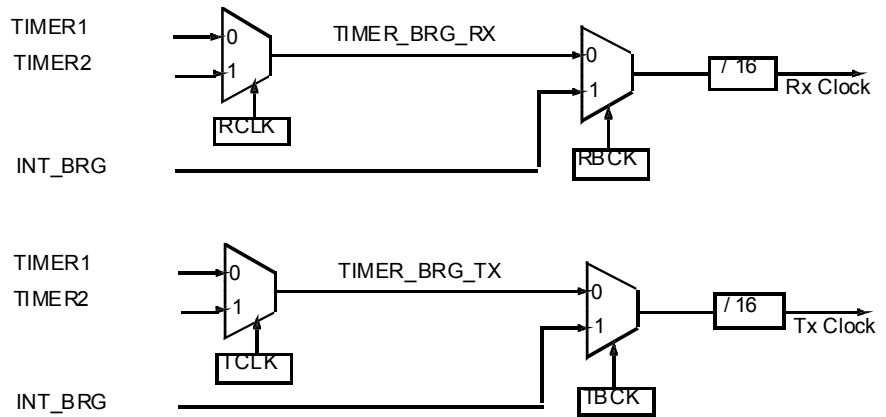 TIMER1
0
TIMER_BRG_RX
TIMER2
1
0
/ 16
1
Rx Clock
RCLK
INT_BRG
RBCK
TIMER1
0
TIMER_BRG_TX
TIMER2
1
0
/ 16
1
Tx Clock
TCLK
INT_BRG
TBCK